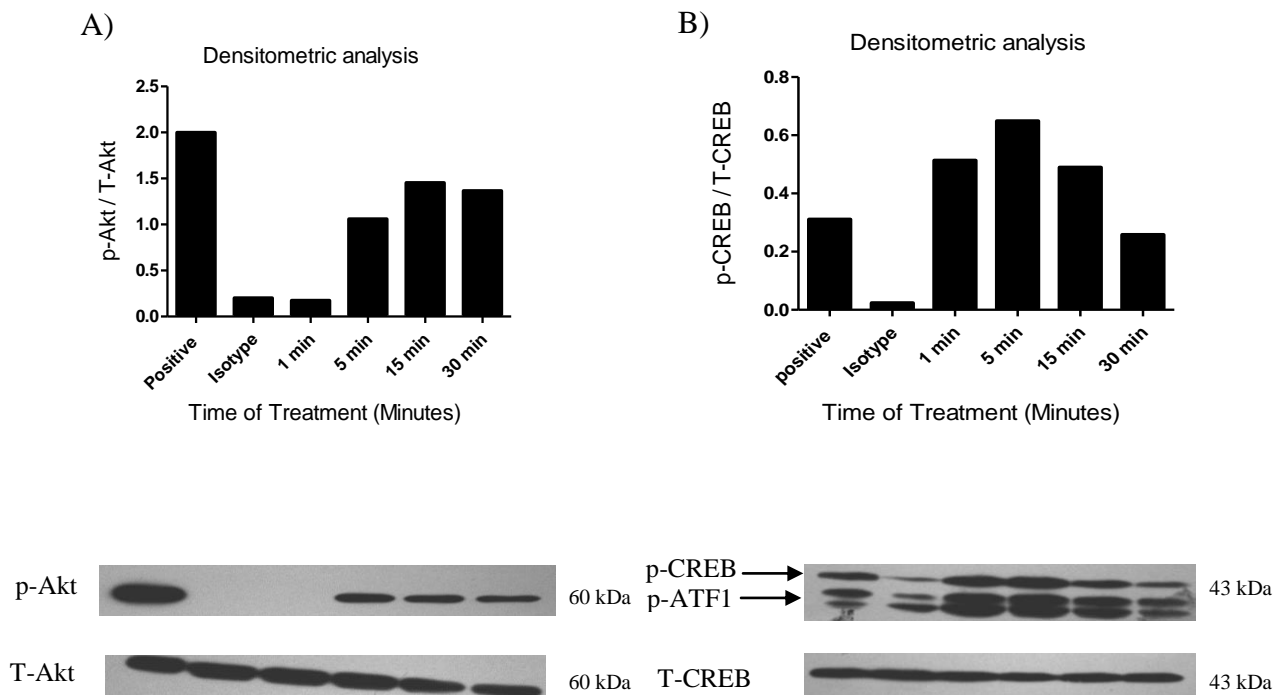 A)
Densitometric analysis
p-Akt / T-Akt
2.5
2.0
1.5
1.0
0.5
0.0
Positive
Isotype
1 min
5 min
15 min
30 min
Time of Treatment (Minutes)
B)
Densitometric analysis
p-CREB / T-CREB
0.8
0.6
0.4
0.2
0.0
positive
Isotype
1 min
5 min
15 min
30 min
Time of Treatment (Minutes)
p-Akt
60 kDa
T-Akt
60 kDa
p-CREB
p-ATF1
43 kDa
T-CREB
43 kDa